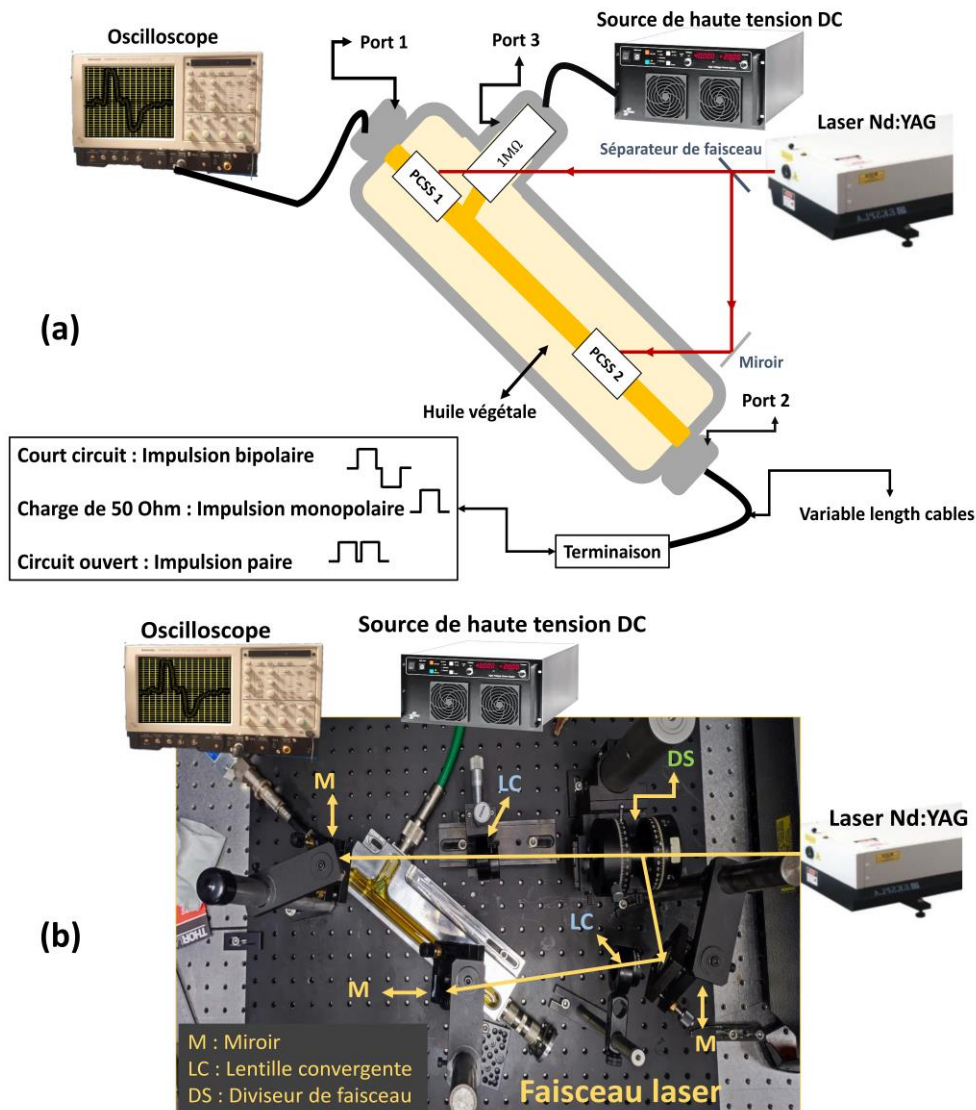 Oscilloscope
Port 1
Port 3
Source de haute tension DC
Laser Nd:YAG
Séparateur de faisceau
1MΩ
PCSS 1
(a)
PCSS 2
Miroir
Huile végétale
Port 2
Court circuit : Impulsion bipolaire
Charge de 50 Ohm : Impulsion monopolaire
Circuit ouvert : Impulsion paire
Terminaison
Variable length cables
Oscilloscope
Source de haute tension DC
DS
M
LC
Laser Nd:YAG
(b)
LC
M
M
THOR
M : Miroir
LC : Lentille convergente
DS : Diviseur de faisceau
Faisceau laser